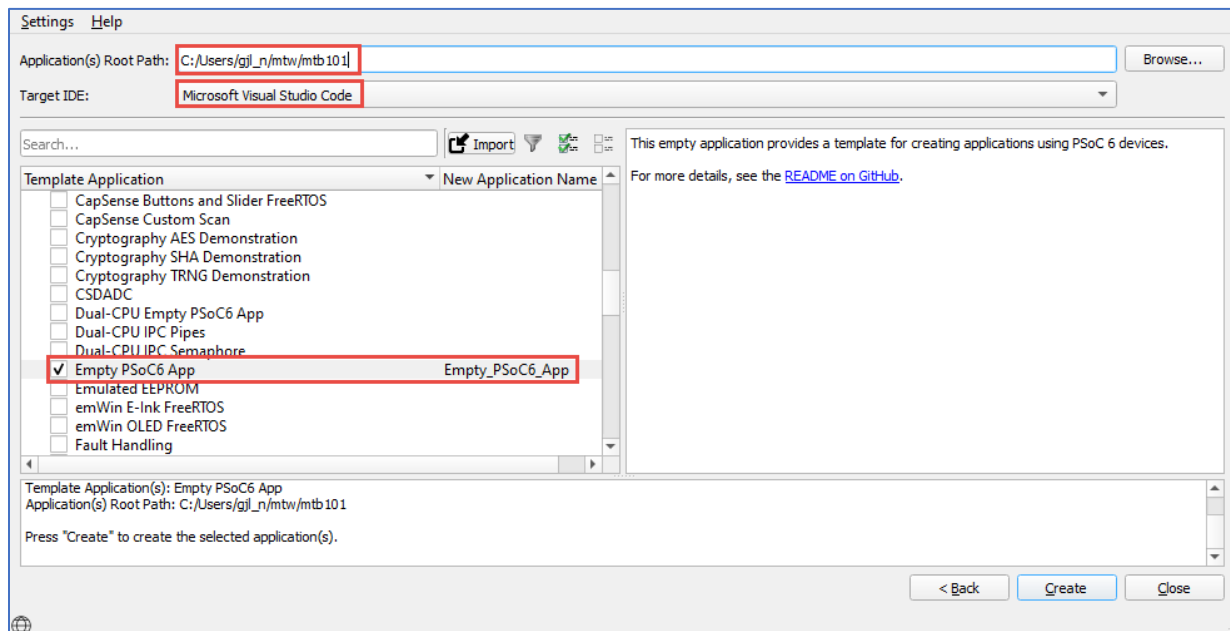 Settings Help
Application(s) Root Path: C:/Users/gjl_n/mtw/mtb101 Browse...
Target IDE: Microsoft Visual Studio Code
Search... Import
Template Application New Application Name
CapSense Buttons and Slider FreeRTOS
CapSense Custom Scan
Cryptography AES Demonstration
Cryptography SHA Demonstration
Cryptography TRNG Demonstration
CSDADC
Dual-CPU Empty PSoC6 App
Dual-CPU IPC Pipes
Dual-CPU IPC Semaphore
Empty PSoC6 App Empty_PSoC6_App
Emulated EEPROM
emWin E-Ink FreeRTOS
emWin OLED FreeRTOS
Fault Handling
This empty application provides a template for creating applications using PSoC 6 devices.
For more details, see the README on GitHub.
Template Application(s): Empty PSoC6 App
Application(s) Root Path: C:/Users/gjl_n/mtw/mtb101
Press "Create" to create the selected application(s).
< Back Create Close